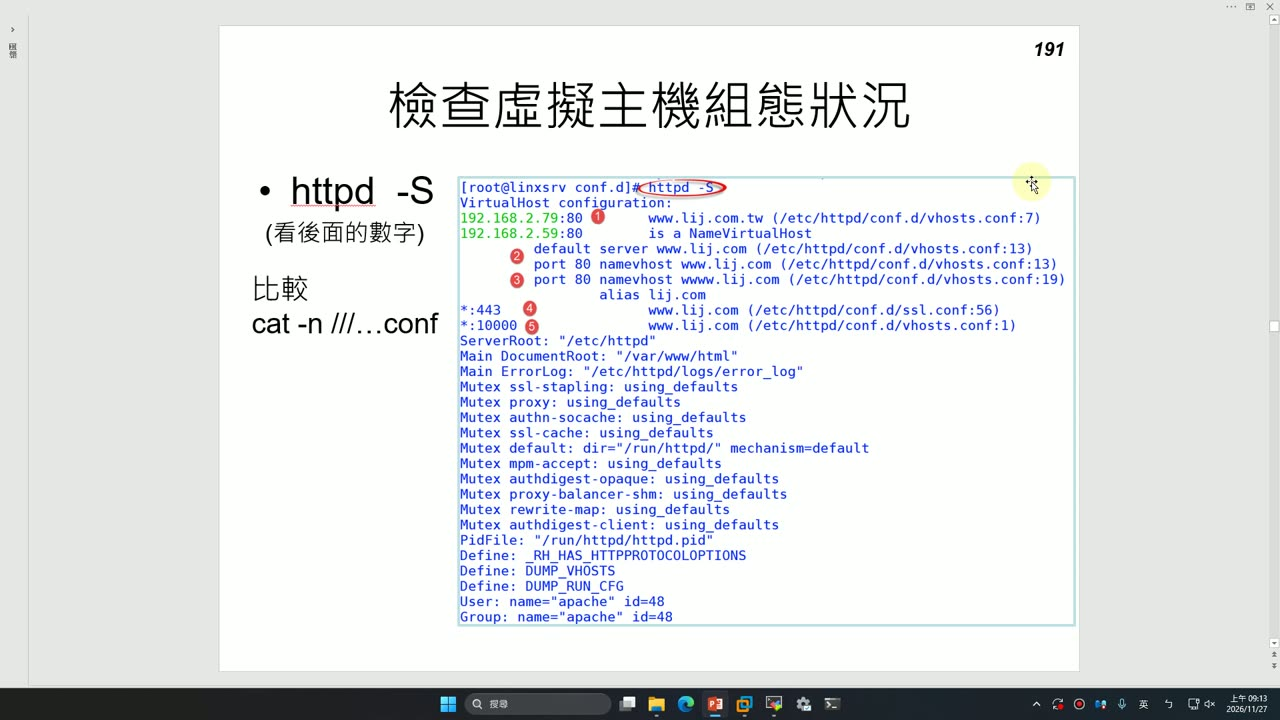 191
檢查虛擬主機組態狀況
• httpd -S
(看後面的數字)
比較
cat -n ///…conf
[root@linxsrv conf.d]# httpd -S
VirtualHost configuration:
192.168.2.79:80 1 www.lij.com.tw (/etc/httpd/conf.d/vhosts.conf:7)
192.168.2.59:80 is a NameVirtualHost
2 default server www.lij.com (/etc/httpd/conf.d/vhosts.conf:13)
port 80 namevhost www.lij.com (/etc/httpd/conf.d/vhosts.conf:13)
3 port 80 namevhost wwww.lij.com (/etc/httpd/conf.d/vhosts.conf:19)
alias lij.com
*:443 4 www.lij.com (/etc/httpd/conf.d/ssl.conf:56)
*:10000 5 www.lij.com (/etc/httpd/conf.d/vhosts.conf:1)
ServerRoot: "/etc/httpd"
Main DocumentRoot: "/var/www/html"
Main ErrorLog: "/etc/httpd/logs/error_log"
Mutex ssl-stapling: using_defaults
Mutex proxy: using_defaults
Mutex authn-socache: using_defaults
Mutex ssl-cache: using_defaults
Mutex default: dir="/run/httpd/" mechanism=default
Mutex mpm-accept: using_defaults
Mutex authdigest-opaque: using_defaults
Mutex proxy-balancer-shm: using_defaults
Mutex rewrite-map: using_defaults
Mutex authdigest-client: using_defaults
PidFile: "/run/httpd/httpd.pid"
Define: _RH_HAS_HTTPPROTOCOLOPTIONS
Define: DUMP_VHOSTS
Define: DUMP_RUN_CFG
User: name="apache" id=48
Group: name="apache" id=48
搜尋
英
ㄅ
上午 09:13
2026/11/27